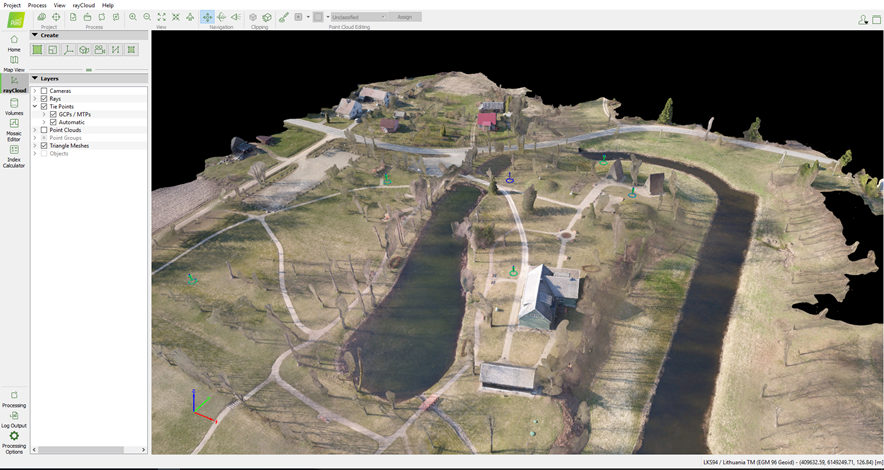 Project Process View rayCloud Help
Project
Process
View
Navigation
Clipping
Point Cloud Editing
Unclassified
Assign
Home
Map View
rayCloud
Volumes
Mosaic
Editor
Index
Calculator
Create
Layers
Cameras
Rays
Tie Points
GCPs / MTPs
Automatic
Point Clouds
Point Groups
Triangle Meshes
Objects
Processing
Log Output
Processing
Options
LKS94 / Lithuania TM (EGM 96 Geoid) - (409632.59, 6149249.71, 126.84) [m]